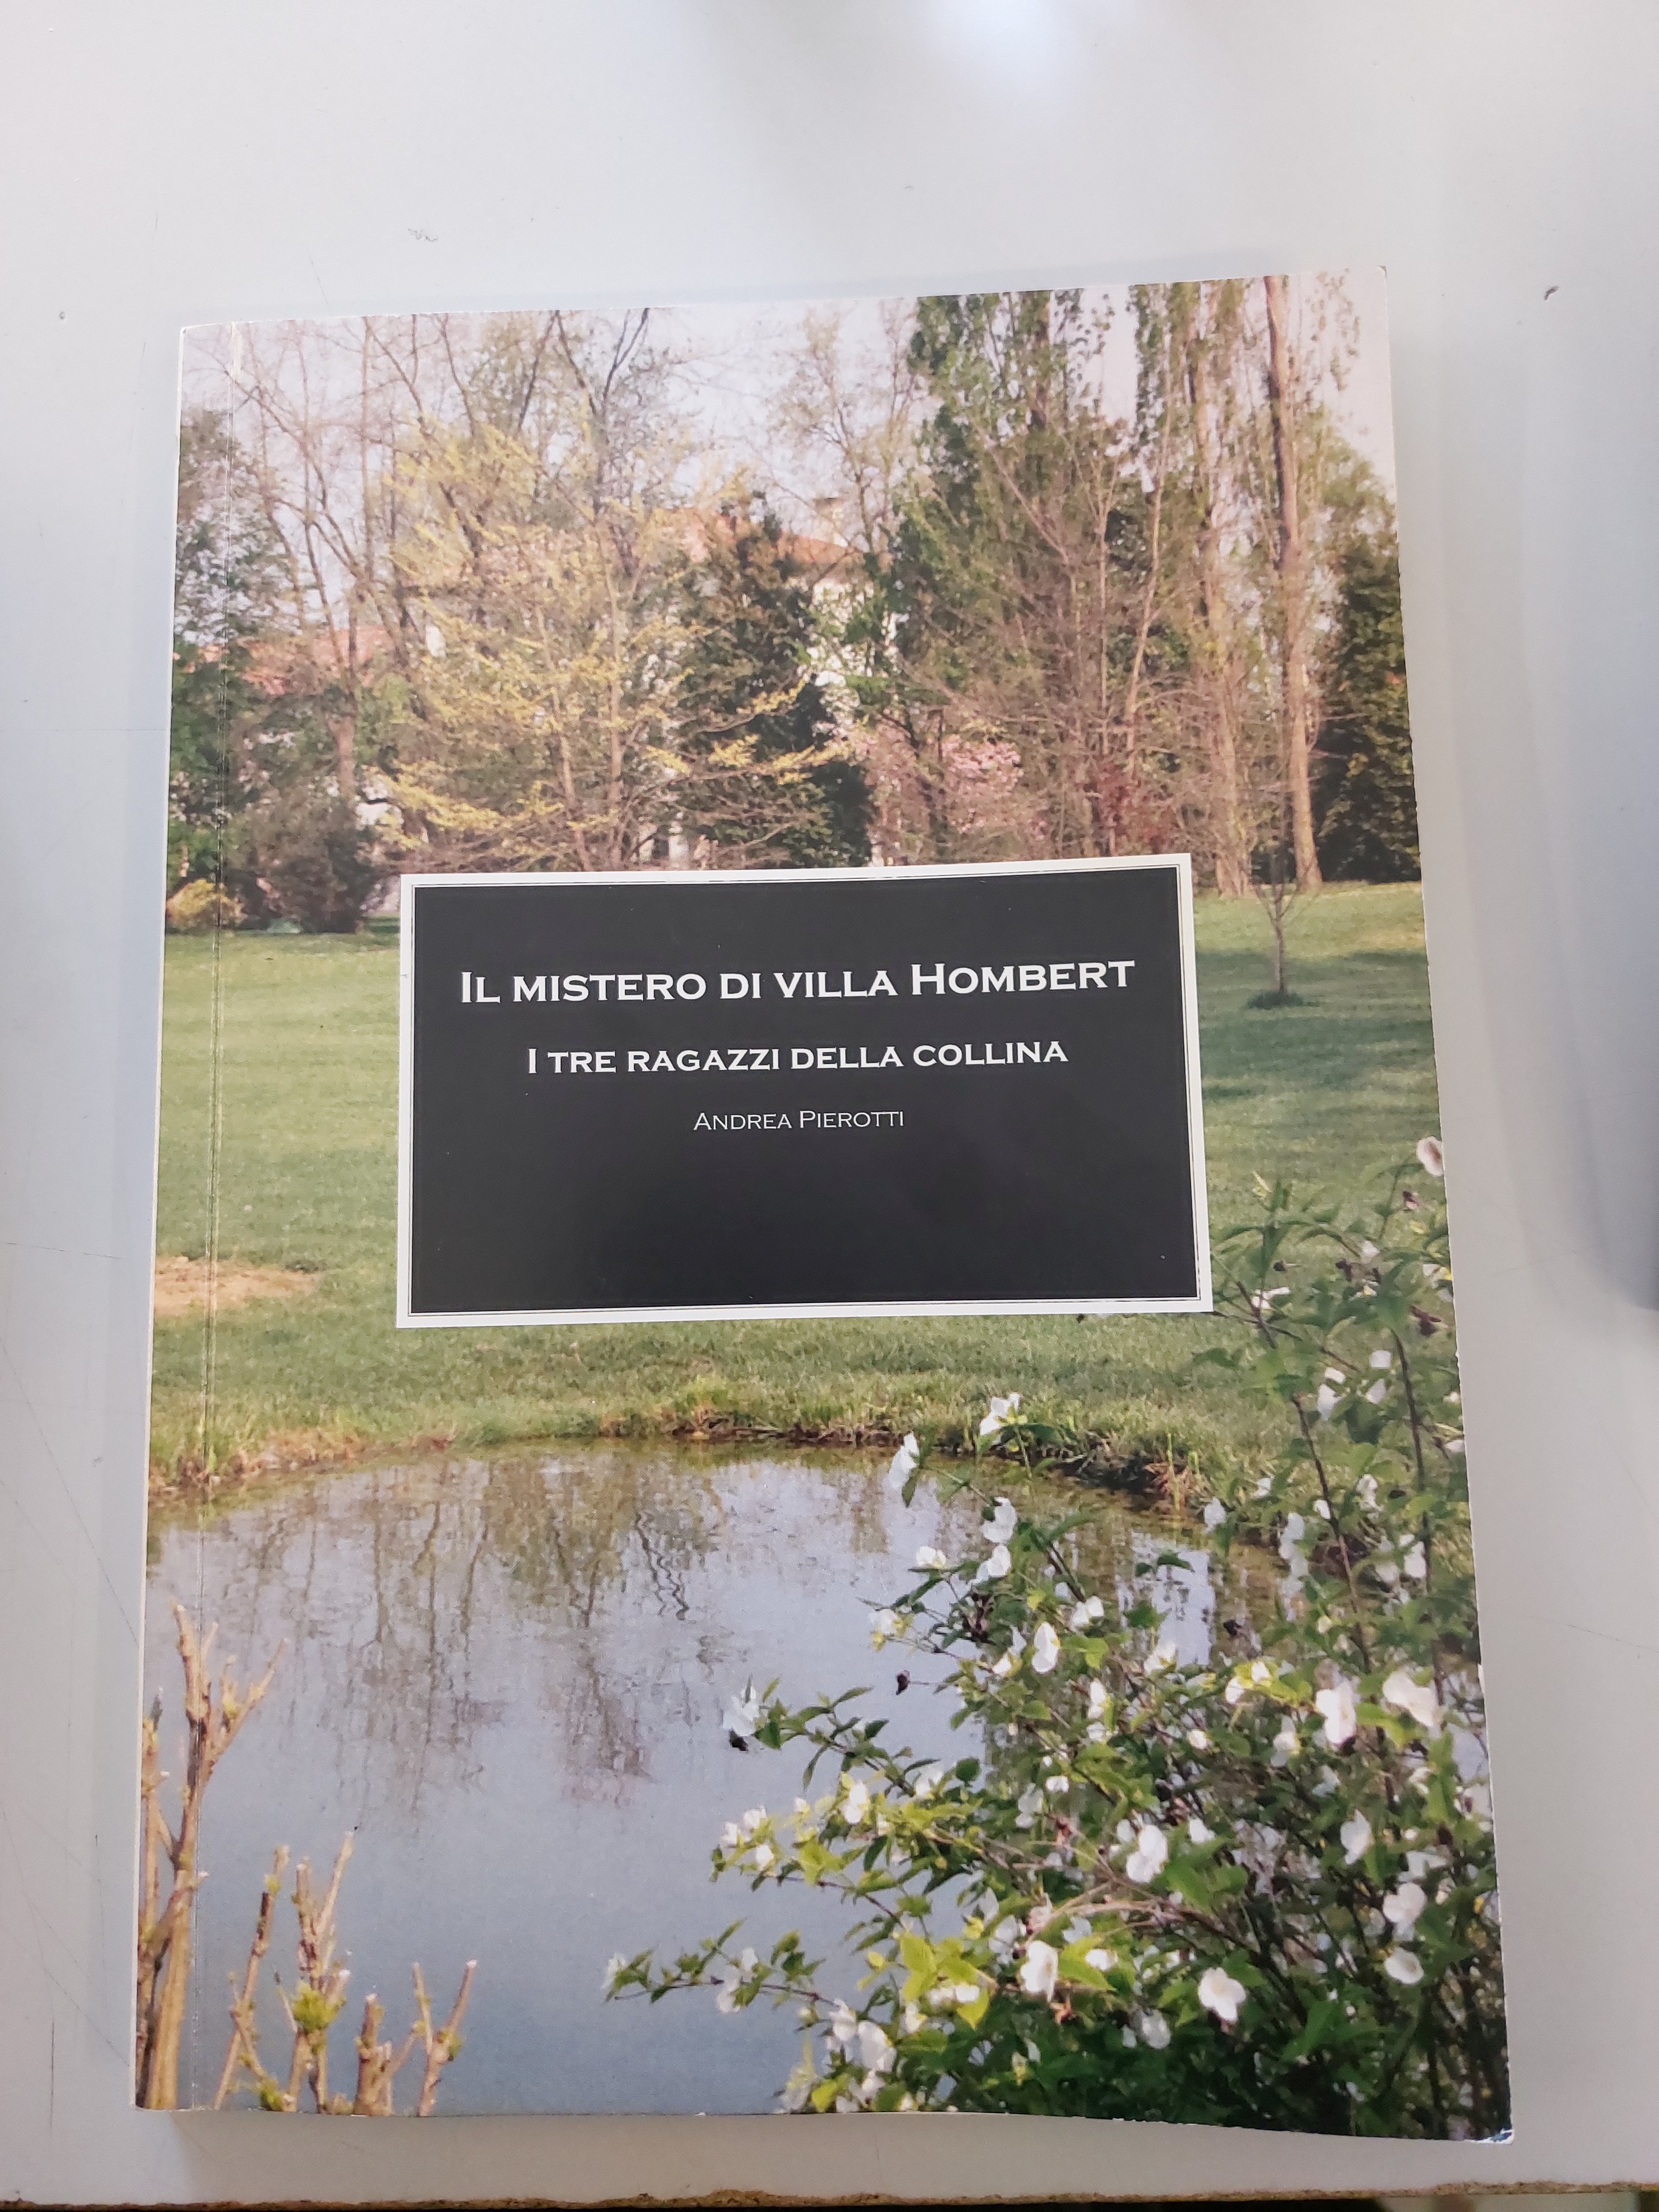 Il mistero di villa Hombert
I tre ragazzi della collina
Andrea Pierotti